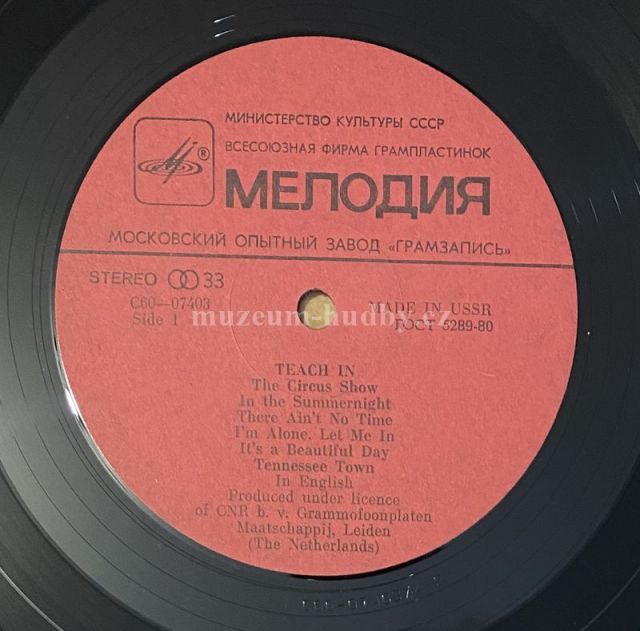 МИНИСТЕРСТВО КУЛЬТУРЫ СССР
ВСЕСОЮЗНАЯ ФИРМА ГРАМПЛАСТИНОК
®
МЕЛОДИЯ
МОСКОВСКИЙ ОПЫТНЫЙ ЗАВОД «ГРАМЗАПИСЬ»
STEREO 33
C60—07403
MADE IN USSR
Side 1
muzeum-hudby.cz
ГОСТ 5289-80
TEACH IN
The Circus Show
In the Summernight
There Ain't No Time
I'm Alone, Let Me In
It's a Beautiful Day
Tennessee Town
In English
Produced under licence
of CNR b. v. Grammofoonplaten
Maatschappij, Leiden
(The Netherlands)